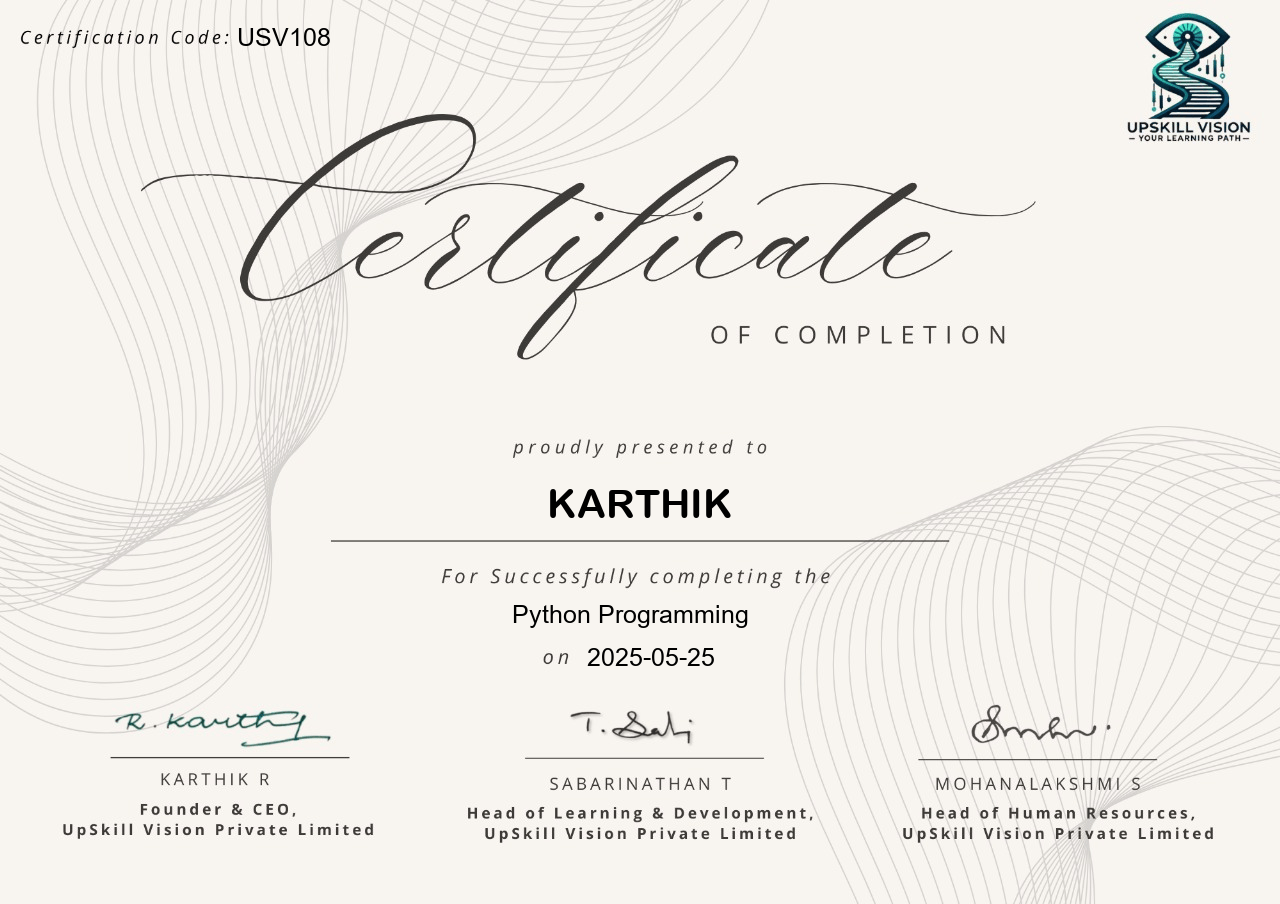 Certification Code: USV108
UPSKILL VISION
– YOUR LEARNING PATH –
Certificate
OF COMPLETION
proudly presented to
KARTHIK
For Successfully completing the
Python Programming
on 2025-05-25
R. Karthy
T. Sabi
KARTHIK R
Founder & CEO,
UpSkill Vision Private Limited
SABARINATHAN T
Head of Learning & Development,
UpSkill Vision Private Limited
MOHANALAKSHMI S
Head of Human Resources,
UpSkill Vision Private Limited